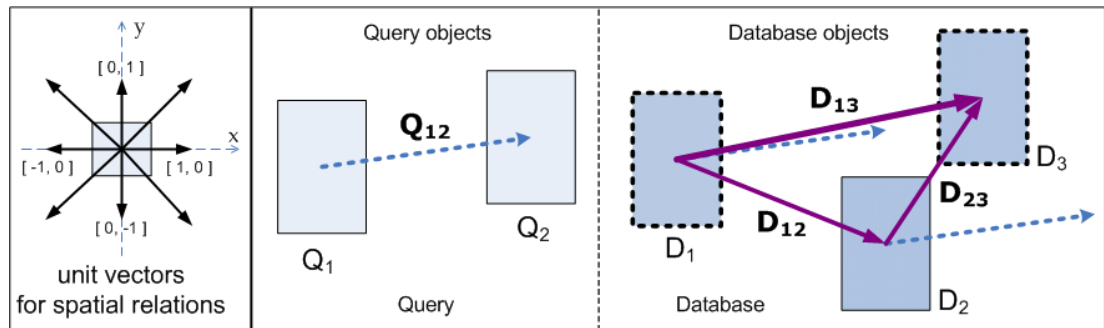 y
[ 0, 1 ]
x
[ -1, 0 ]
[ 1, 0 ]
[ 0, -1 ]
unit vectors
for spatial relations
Query objects
Q12
Q1
Q2
Query
Database objects
D13
D3
D23
D12
D1
D2
Database